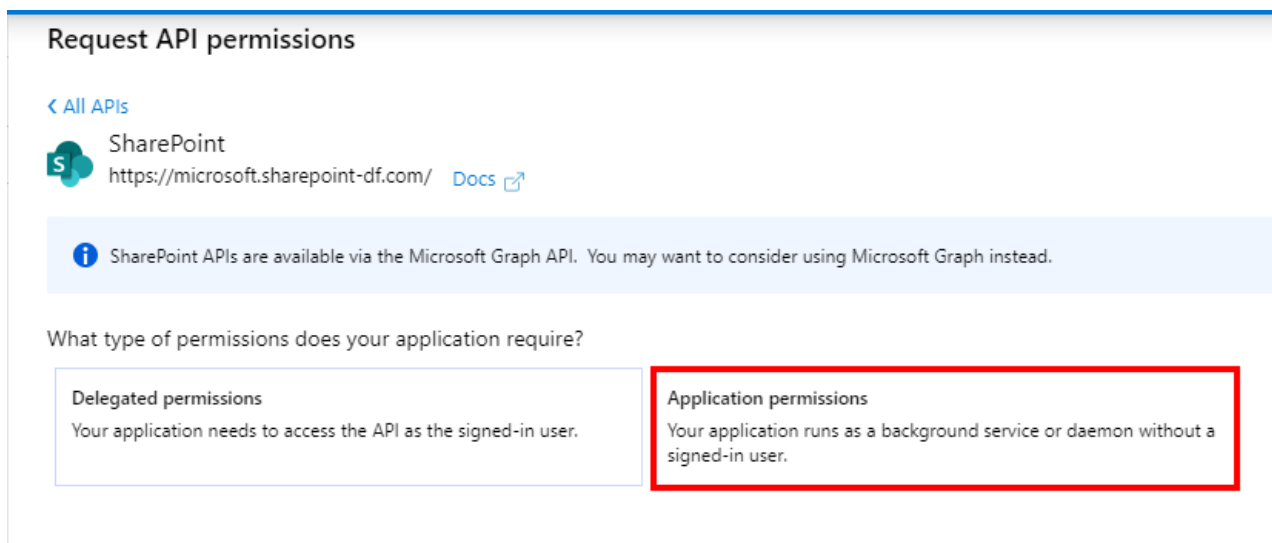 Request API permissions
All APIs
SharePoint
https://microsoft.sharepoint-df.com/ Docs
SharePoint APIs are available via the Microsoft Graph API. You may want to consider using Microsoft Graph instead.
What type of permissions does your application require?
Delegated permissions
Your application needs to access the API as the signed-in user.
Application permissions
Your application runs as a background service or daemon without a
signed-in user.